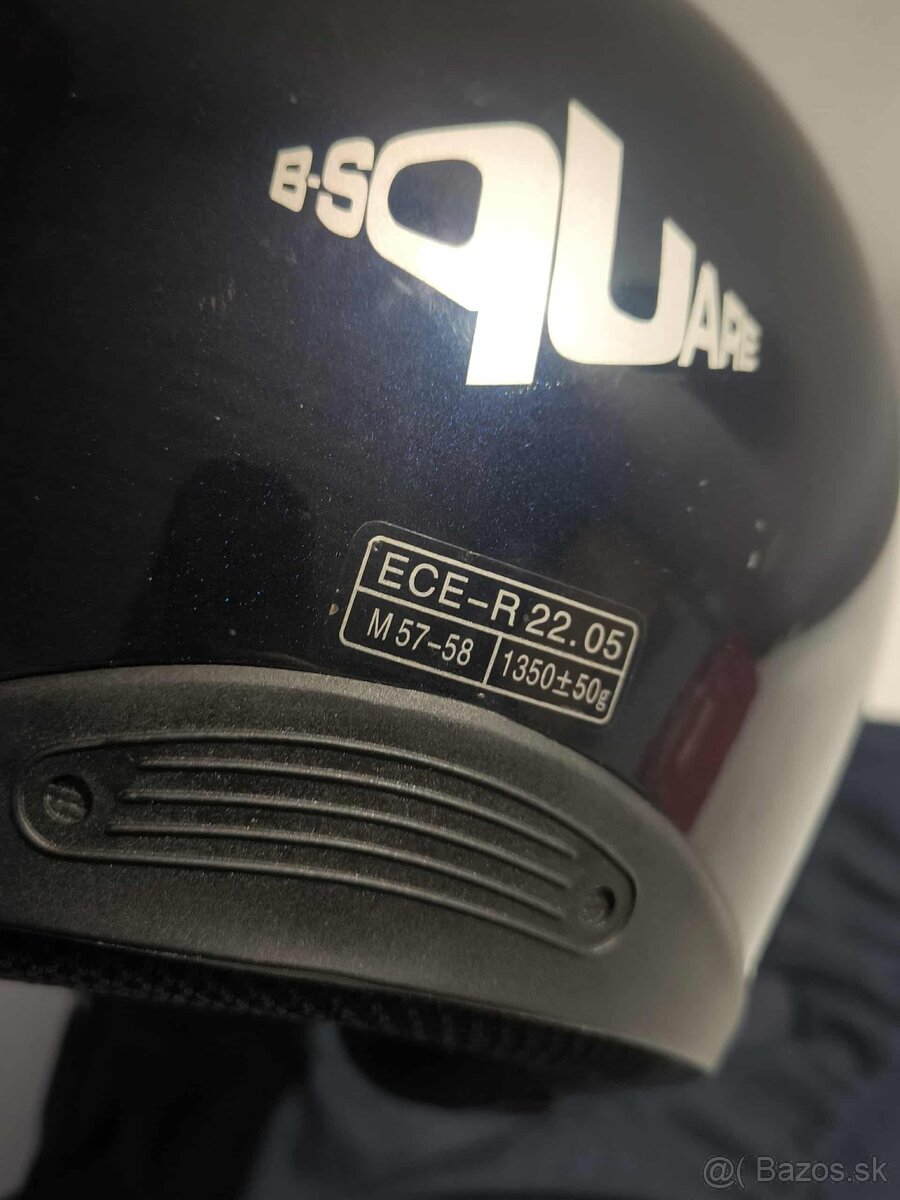 B-SQUARE
ECE-R 22.05
M 57-58
1350±50g
@( Bazos.sk